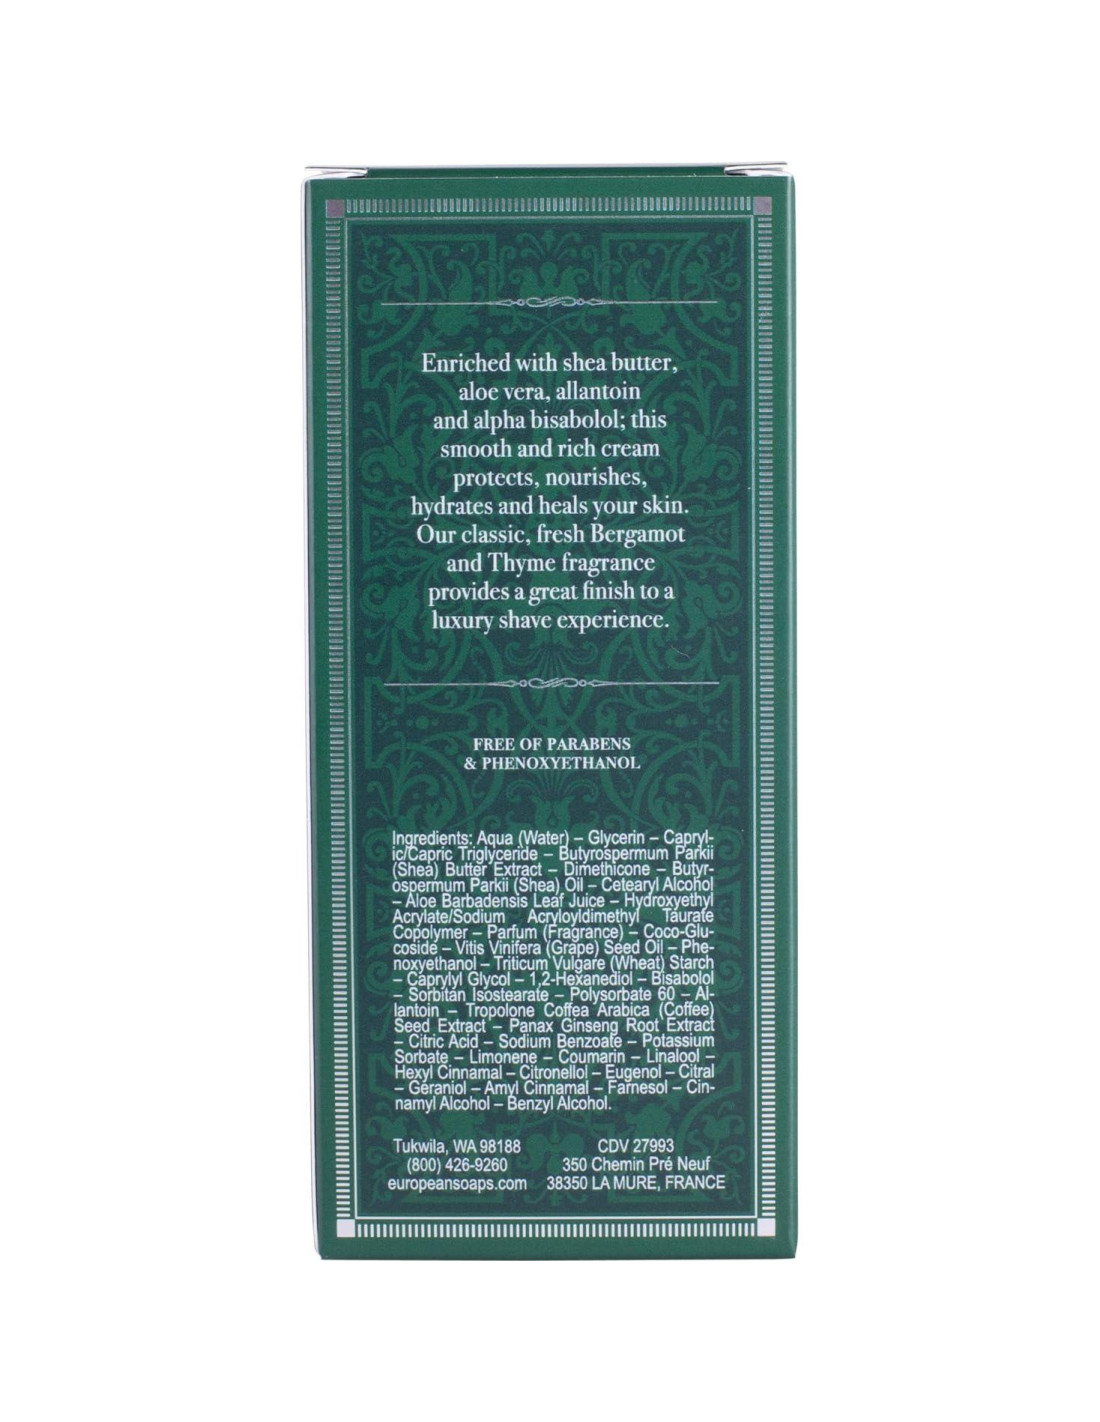 Enriched with shea butter,
aloe vera, allantoin
and alpha bisabolol; this
smooth and rich cream
protects, nourishes,
hydrates and heals your skin.
Our classic, fresh Bergamot
and Thyme fragrance
provides a great finish to a
luxury shave experience.
FREE OF PARABENS
& PHENOXYETHANOL
Ingredients: Aqua (Water) – Glycerin – Capryl-
ic/Capric Triglyceride – Butyrospermum Parkii
(Shea) Butter Extract – Dimethicone – Butyr-
ospermum Parkii (Shea) Oil – Cetearyl Alcohol
– Aloe Barbadensis Leaf Juice – Hydroxyethyl
Acrylate/Sodium Acryloyldimethyl Taurate
Copolymer – Parfum (Fragrance) – Coco-Glu-
coside – Vitis Vinifera (Grape) Seed Oil – Phe-
noxyethanol – Triticum Vulgare (Wheat) Starch
– Caprylyl Glycol – 1,2-Hexanediol – Bisabolol
– Sorbitan Isostearate – Polysorbate 60 – Al-
lantoin – Tropolone Coffea Arabica (Coffee)
Seed Extract – Panax Ginseng Root Extract
– Citric Acid – Sodium Benzoate – Potassium
Sorbate – Limonene – Coumarin – Linalool –
Hexyl Cinnamal – Citronellol – Eugenol – Citral
– Geraniol – Amyl Cinnamal – Farnesol – Cin-
namyl Alcohol – Benzyl Alcohol.
Tukwila, WA 98188
(800) 426-9260
europeansoaps.com
CDV 27993
350 Chemin Pré Neuf
38350 LA MURE, FRANCE